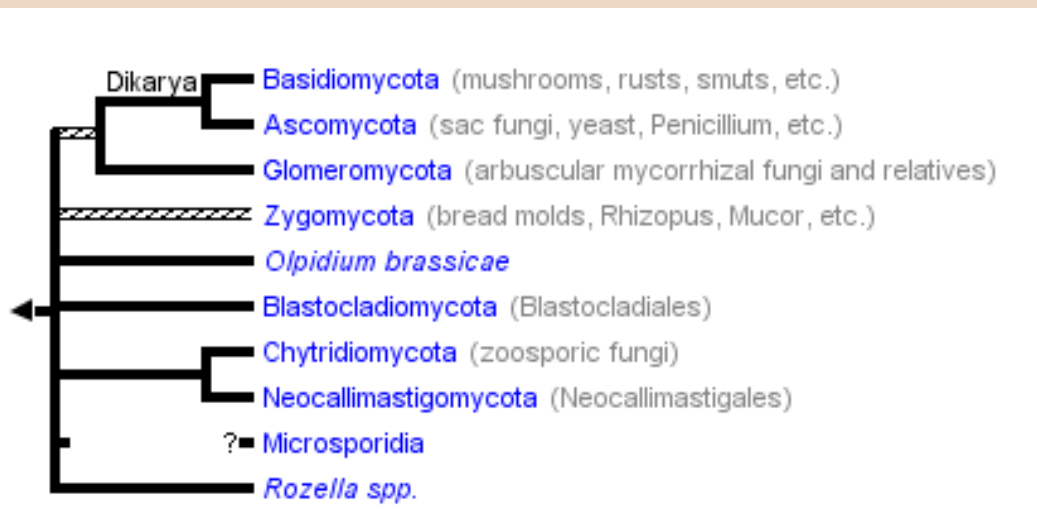 Dikarya
Basidiomycota (mushrooms, rusts, smuts, etc.)
Ascomycota (sac fungi, yeast, Penicillium, etc.)
Glomeromycota (arbuscular mycorrhizal fungi and relatives)
Zygomycota (bread molds, Rhizopus, Mucor, etc.)
Olpidium brassicae
Blastocladiomycota (Blastocladiales)
Chytridiomycota (zoosporic fungi)
Neocallimastigomycota (Neocallimastigales)
? Microsporidia
Rozella spp.